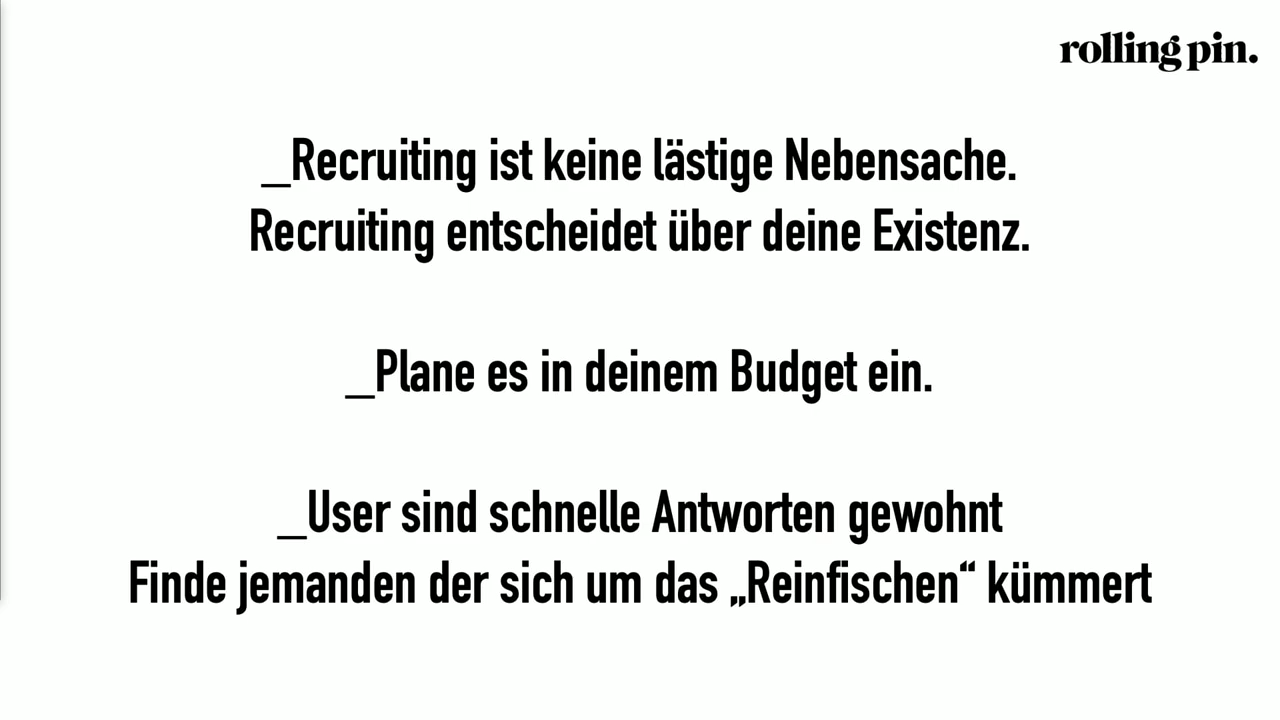 rolling pin.
_Recruiting ist keine lästige Nebensache.
Recruiting entscheidet über deine Existenz.
_Plane es in deinem Budget ein.
_User sind schnelle Antworten gewohnt
Finde jemanden der sich um das „Reinfischen“ kümmert